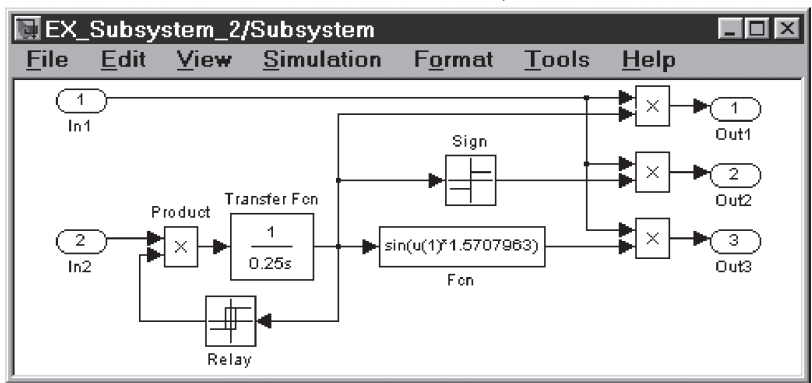 EX_Subsystem_2/Subsystem
File Edit View Simulation Format Tools Help
1
In1
×
1
Out1
Sign
×
2
Out2
Product
Transfer Fcn
2
In2
×
1
0.25s
sin(u(1)*1.5707963)
Fcn
×
3
Out3
Relay